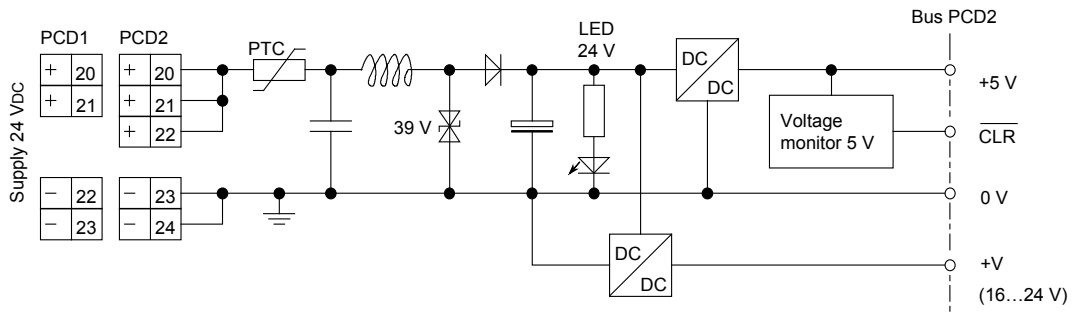 Bus PCD2
LED
24 V
PCD1
PCD2
PTC
+ 20
+ 21
+ 20
+ 21
+ 22
Supply 24 VDC
39 V
DC
DC
+5 V
Voltage
monitor 5 V
CLR
− 22
− 23
− 23
− 24
0 V
DC
DC
+V
(16…24 V)